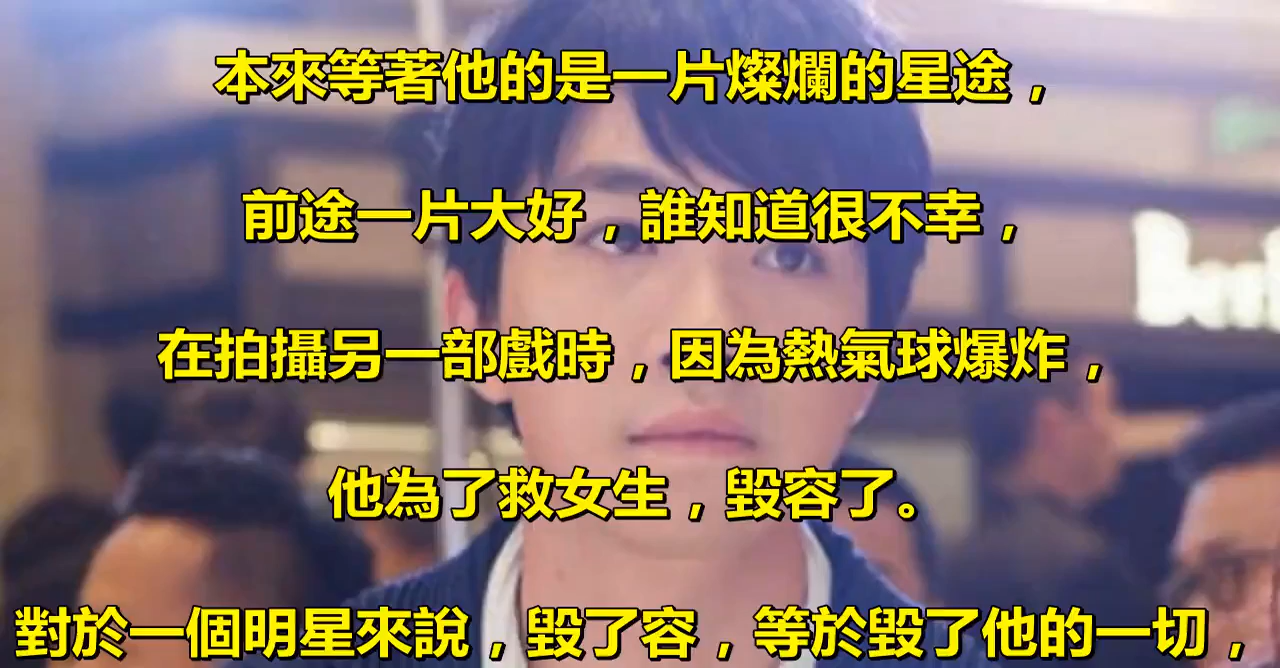 本來等著他的是一片燦爛的星途，
前途一片大好，誰知道很不幸，
在拍攝另一部戲時，因為熱氣球爆炸，
他為了救女生，毀容了。
對於一個明星來說，毀了容，等於毀了他的一切，